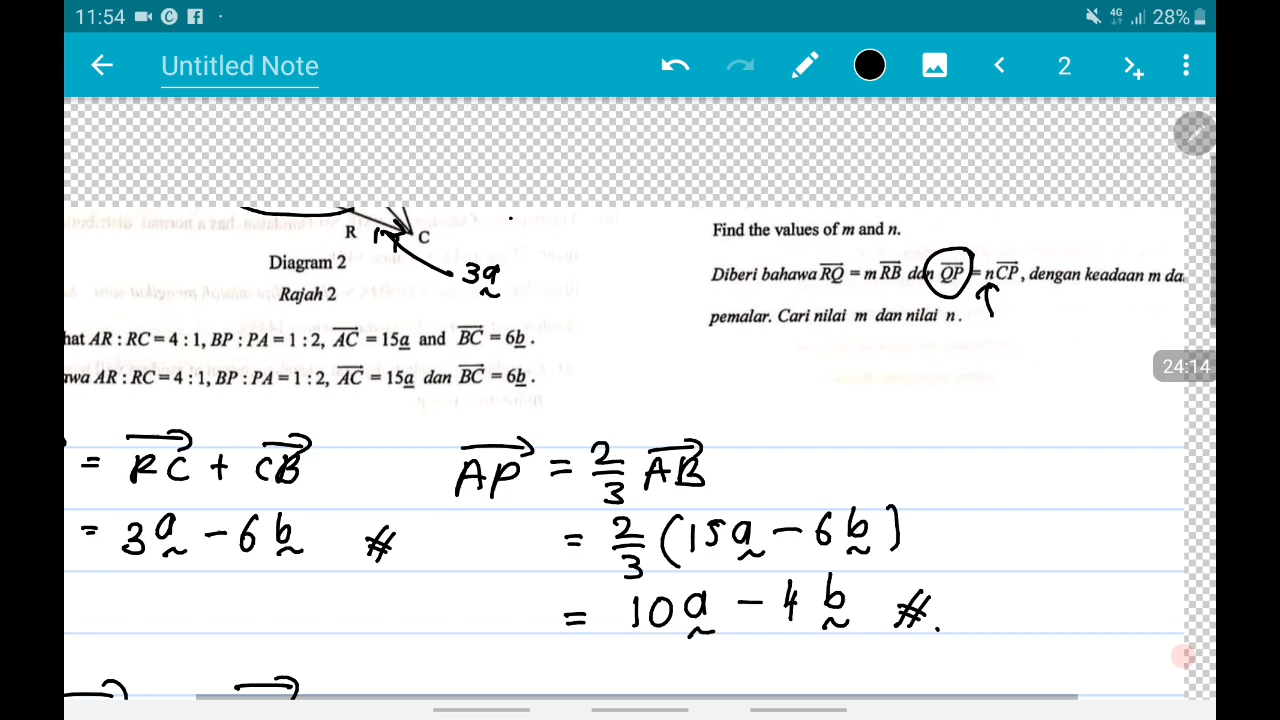 11:54
4G
28%
Untitled Note
2
R
C
3a
Diagram 2
Rajah 2
hat AR : RC = 4 : 1, BP : PA = 1 : 2, AC = 15a and BC = 6b .
wa AR : RC = 4 : 1, BP : PA = 1 : 2, AC = 15a dan BC = 6b .
Find the values of m and n.
Diberi bahawa RQ = m RB dan QP = n CP , dengan keadaan m da
pemalar. Cari nilai m dan nilai n .
24:14
= RC + CB
= 3a - 6b #
AP = 2/3 AB
= 2/3 (15a - 6b)
= 10a - 4b #.